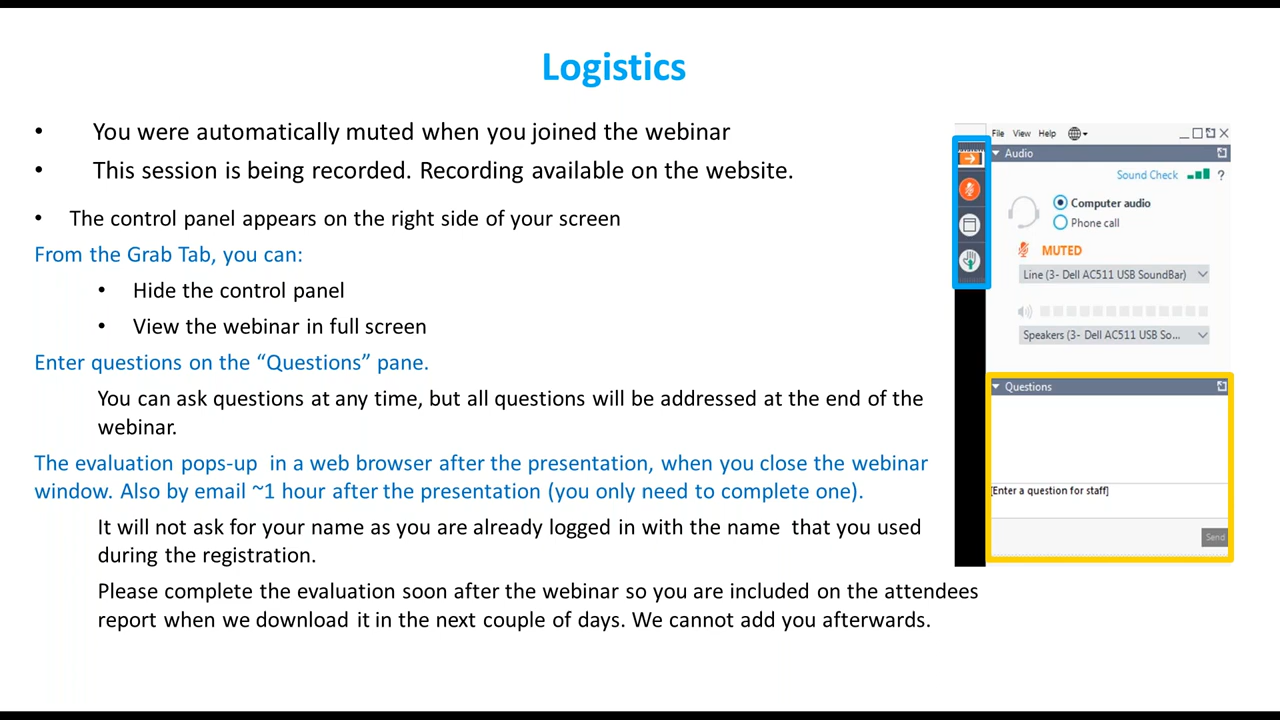 Logistics
• You were automatically muted when you joined the webinar
• This session is being recorded. Recording available on the website.
• The control panel appears on the right side of your screen
From the Grab Tab, you can:
• Hide the control panel
• View the webinar in full screen
Enter questions on the “Questions” pane.
You can ask questions at any time, but all questions will be addressed at the end of the
webinar.
The evaluation pops-up in a web browser after the presentation, when you close the webinar
window. Also by email ~1 hour after the presentation (you only need to complete one).
It will not ask for your name as you are already logged in with the name that you used
during the registration.
Please complete the evaluation soon after the webinar so you are included on the attendees
report when we download it in the next couple of days. We cannot add you afterwards.
File View Help
Audio
Sound Check ?
Computer audio
Phone call
MUTED
Line (3- Dell AC511 USB SoundBar)
Speakers (3- Dell AC511 USB So...
Questions
[Enter a question for staff]
Send